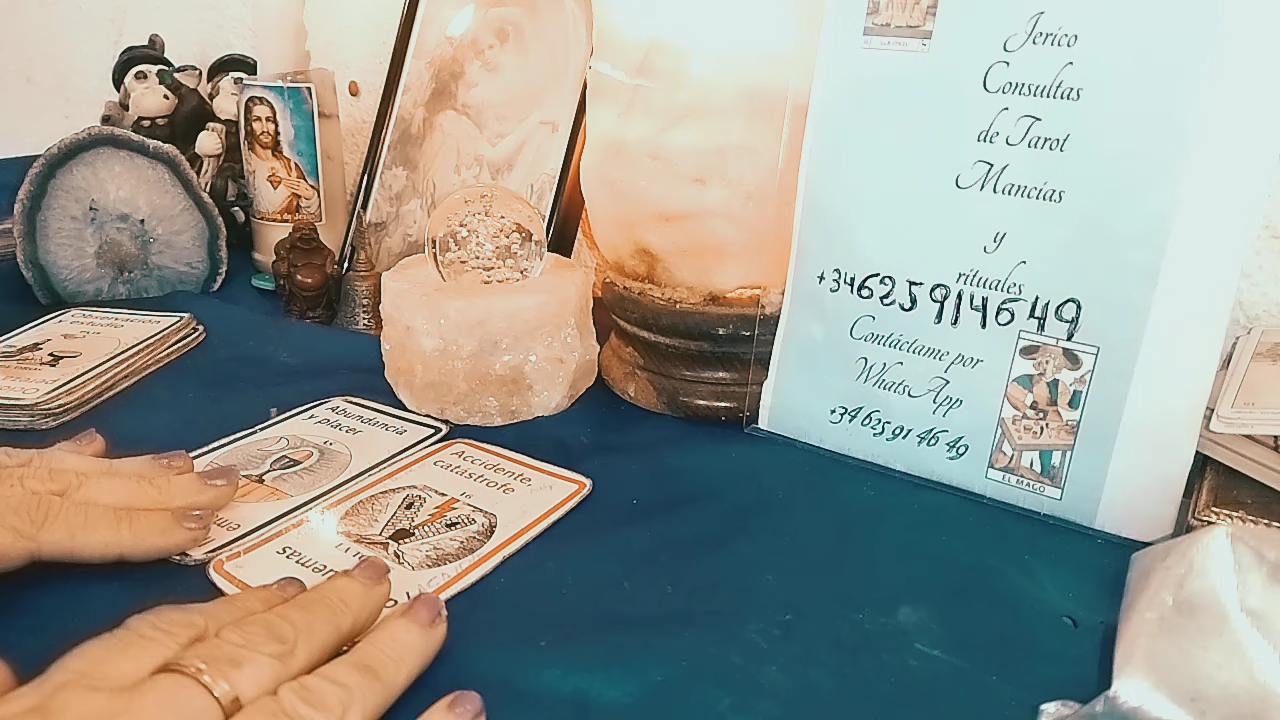 Jerico
Consultas
de Tarot
Mancias
y
rituales
+34625914649
Contáctame por
WhatsApp
+34 625 91 46 49
EL MAGO
Observación
estudio
Abundancia
y placer
Accidente,
catástrofe
16